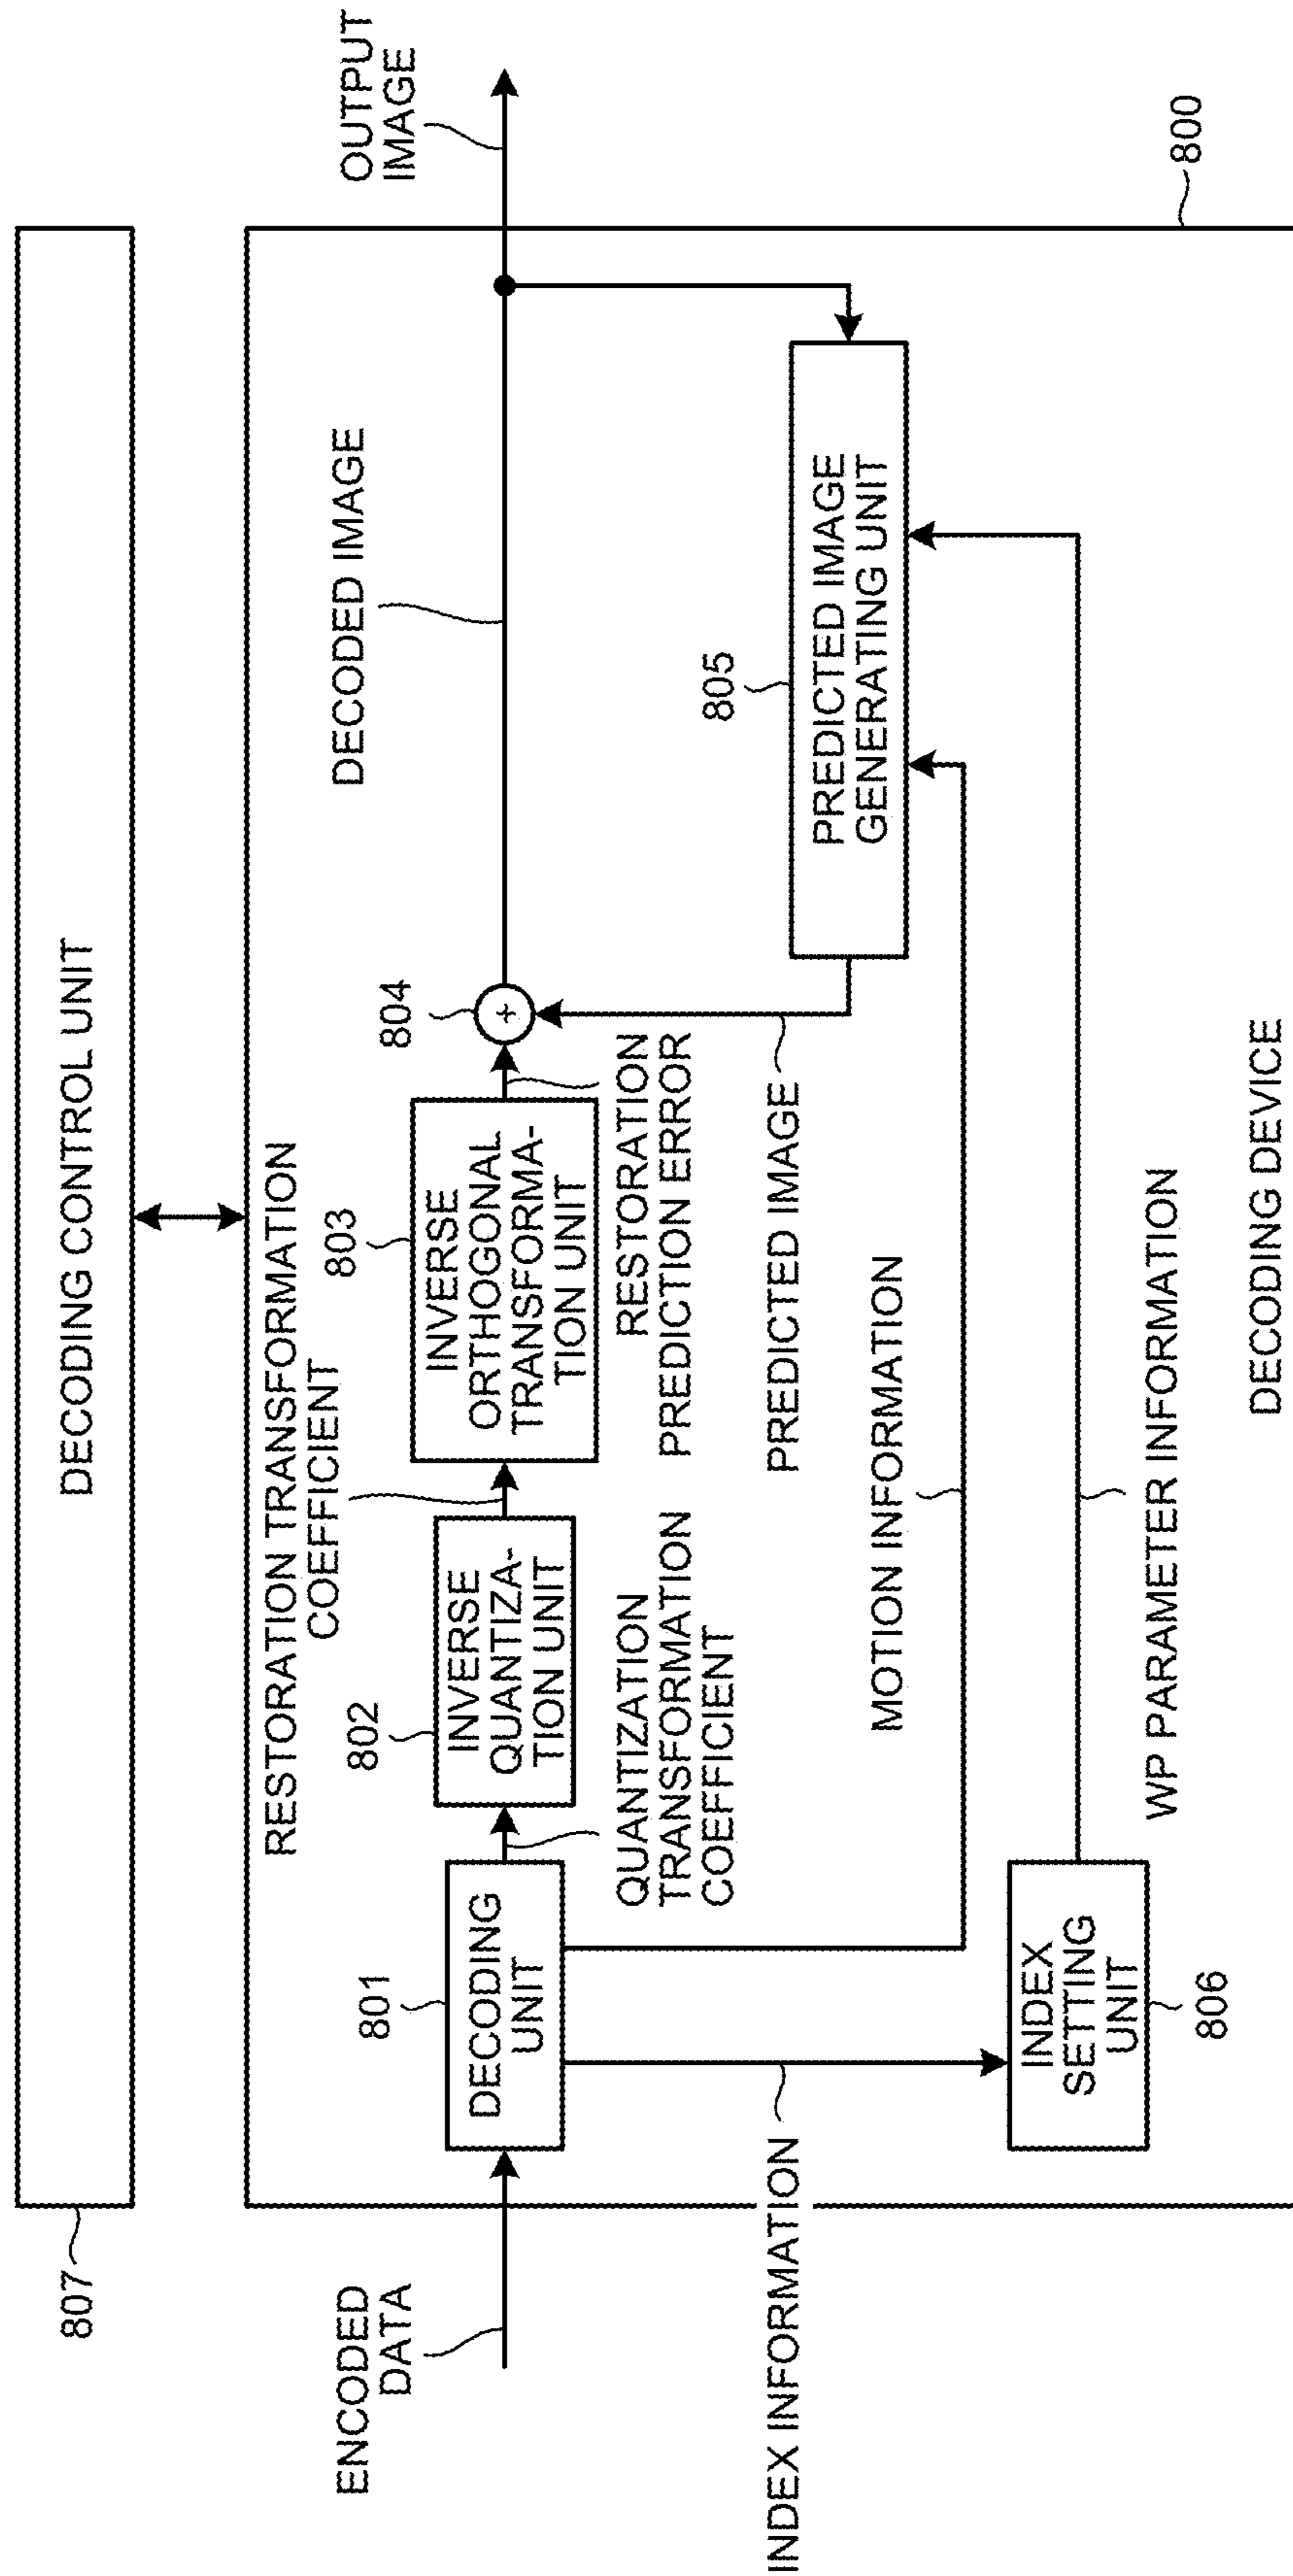 807
DECODING CONTROL UNIT
ENCODED
DATA
RESTORATION TRANSFORMATION
COEFFICIENT
DECODED IMAGE
OUTPUT
IMAGE
801
DECODING
UNIT
802
INVERSE
QUANTIZA-
TION UNIT
803
INVERSE
ORTHOGONAL
TRANSFORMA-
TION UNIT
804
+
QUANTIZATION
TRANSFORMATION
COEFFICIENT
RESTORATION
PREDICTION ERROR
805
PREDICTED IMAGE
GENERATING UNIT
INDEX INFORMATION
PREDICTED IMAGE
MOTION INFORMATION
INDEX
SETTING
UNIT
806
WP PARAMETER INFORMATION
800
DECODING DEVICE